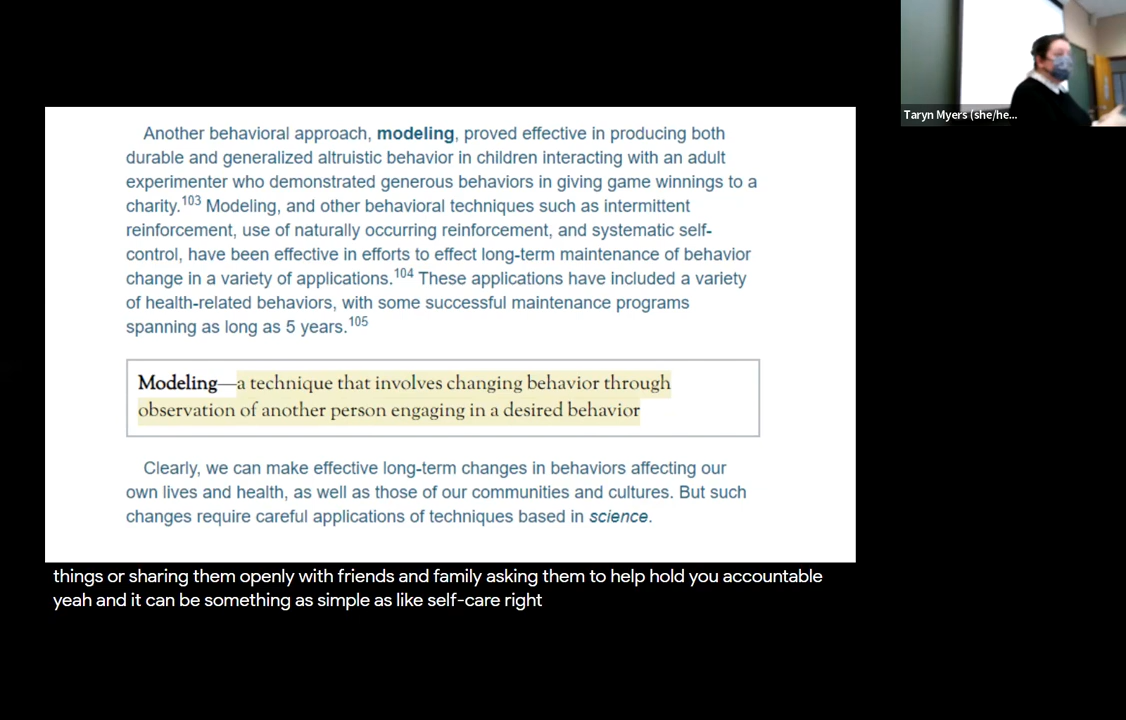 Taryn Myers (she/he...
Another behavioral approach, modeling, proved effective in producing both
durable and generalized altruistic behavior in children interacting with an adult
experimenter who demonstrated generous behaviors in giving game winnings to a
charity.103 Modeling, and other behavioral techniques such as intermittent
reinforcement, use of naturally occurring reinforcement, and systematic self-
control, have been effective in efforts to effect long-term maintenance of behavior
change in a variety of applications.104 These applications have included a variety
of health-related behaviors, with some successful maintenance programs
spanning as long as 5 years.105
Modeling—a technique that involves changing behavior through
observation of another person engaging in a desired behavior
Clearly, we can make effective long-term changes in behaviors affecting our
own lives and health, as well as those of our communities and cultures. But such
changes require careful applications of techniques based in science.
things or sharing them openly with friends and family asking them to help hold you accountable
yeah and it can be something as simple as like self-care right